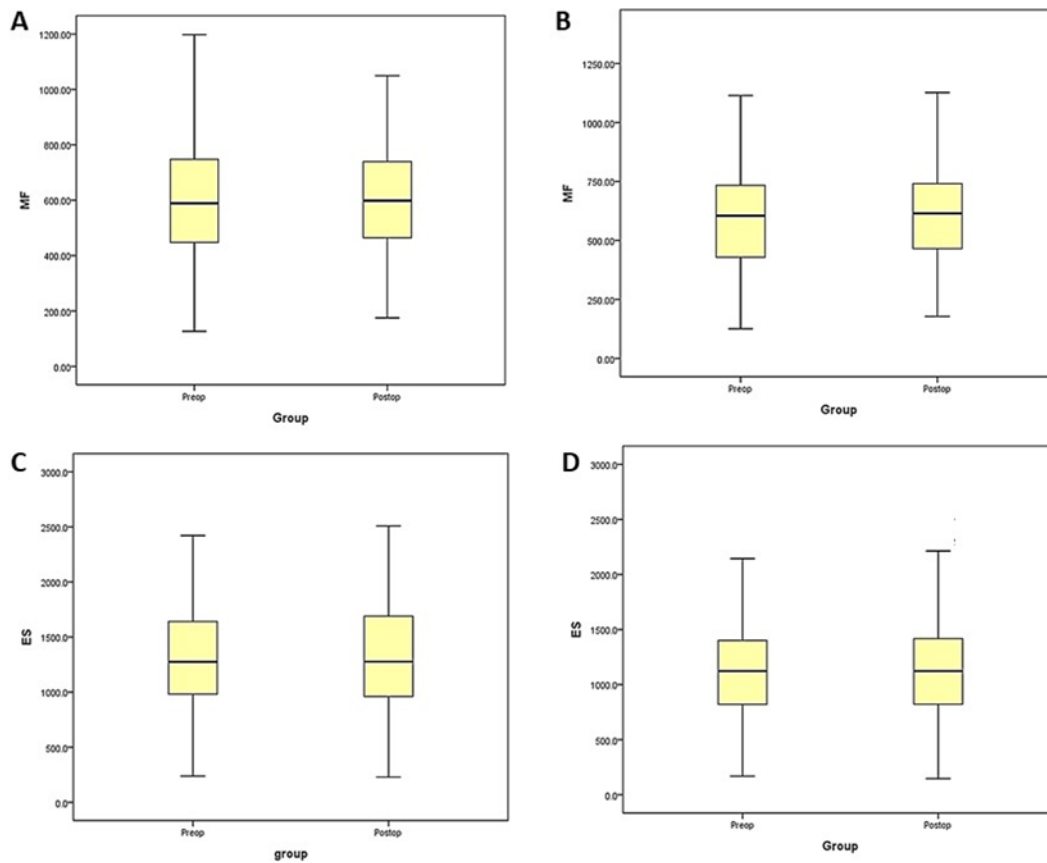 A
1200.00
1000.00
800.00
600.00
400.00
200.00
0.00
MF
Preop
Postop
Group
B
1250.00
1000.00
750.00
500.00
250.00
0.00
MF
Preop
Postop
Group
C
3000.0
2500.0
2000.0
1500.0
1000.0
500.0
0.0
ES
Preop
Postop
group
D
3000.0
2500.0
2000.0
1500.0
1000.0
500.0
0.0
ES
Preop
Postop
Group